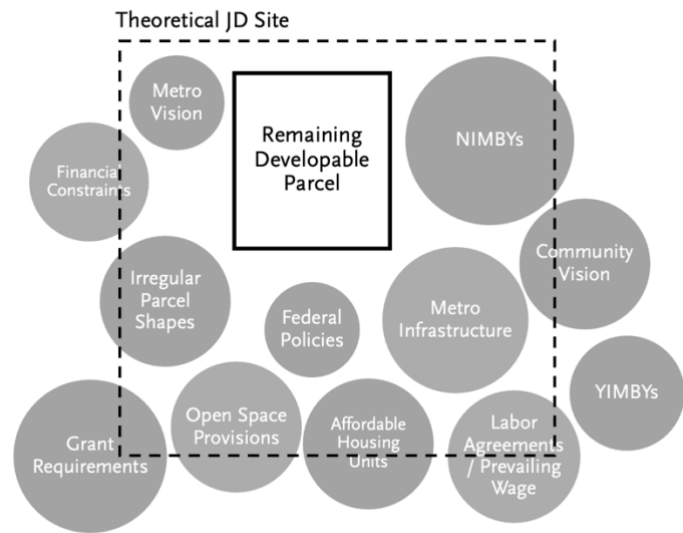 Theoretical JD Site
Metro
Vision
Remaining
Developable
Parcel
NIMBYs
Financial
Constraints
Community
Vision
Irregular
Parcel
Shapes
Federal
Policies
Metro
Infrastructure
YIMBYs
Grant
Requirements
Open Space
Provisions
Affordable
Housing
Units
Labor
Agreements
/ Prevailing
Wage